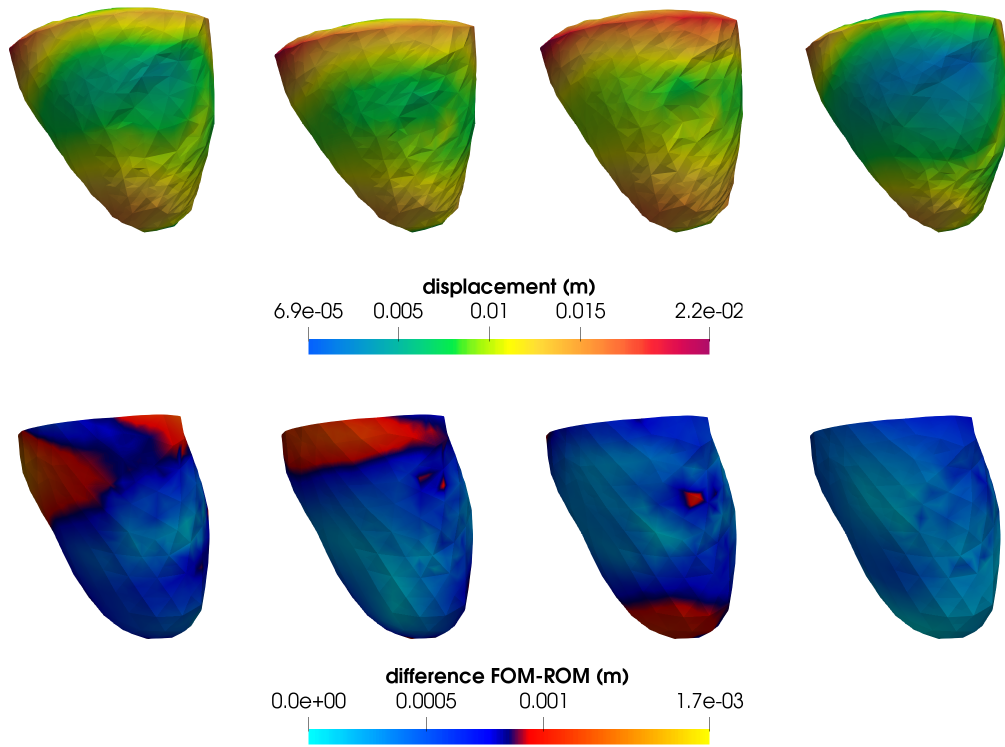 displacement (m)
6.9e-05 0.005 0.01 0.015 2.2e-02
difference FOM-ROM (m)
0.0e+00 0.0005 0.001 1.7e-03